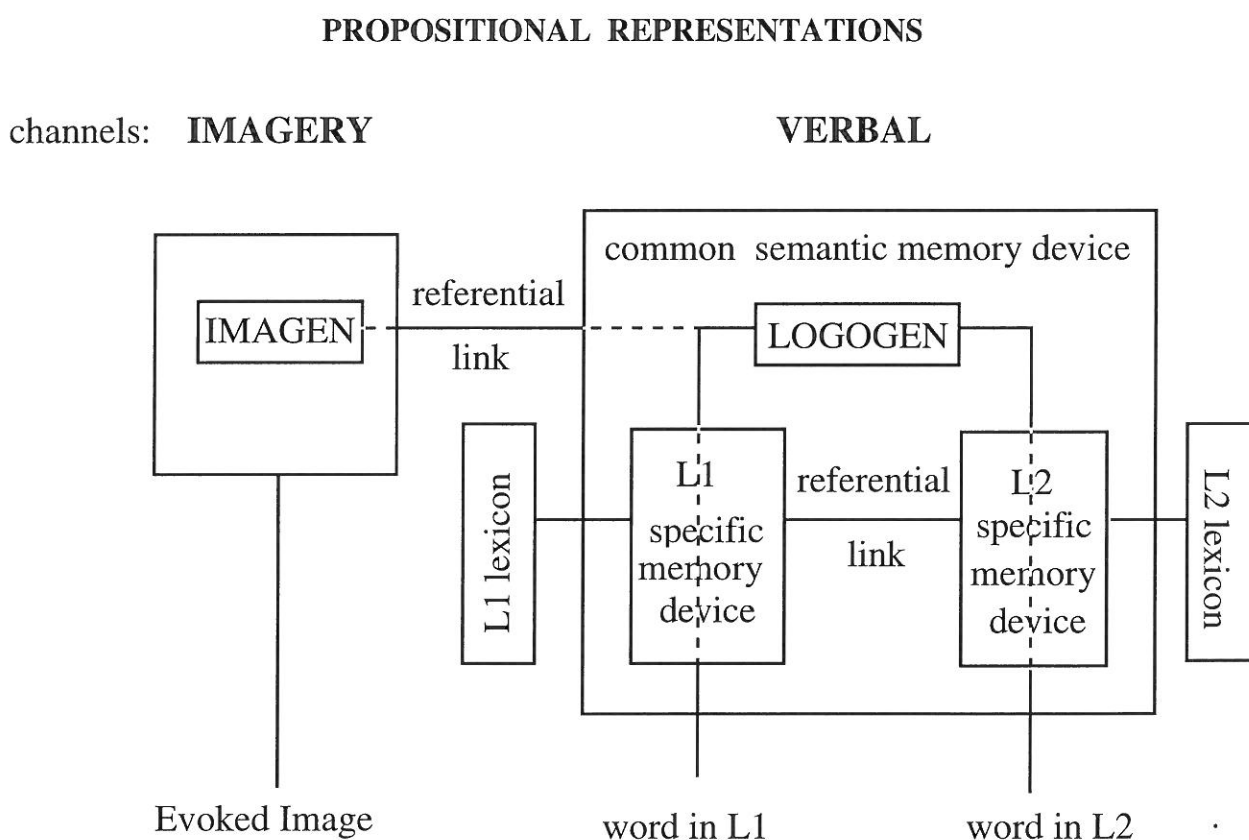 PROPOSITIONAL REPRESENTATIONS
channels: IMAGERY VERBAL
common semantic memory device
referential
link
IMAGEN
LOGOGEN
L1 lexicon
L1
specific
memory
device
referential
link
L2
specific
memory
device
L2 lexicon
Evoked Image
word in L1
word in L2 .